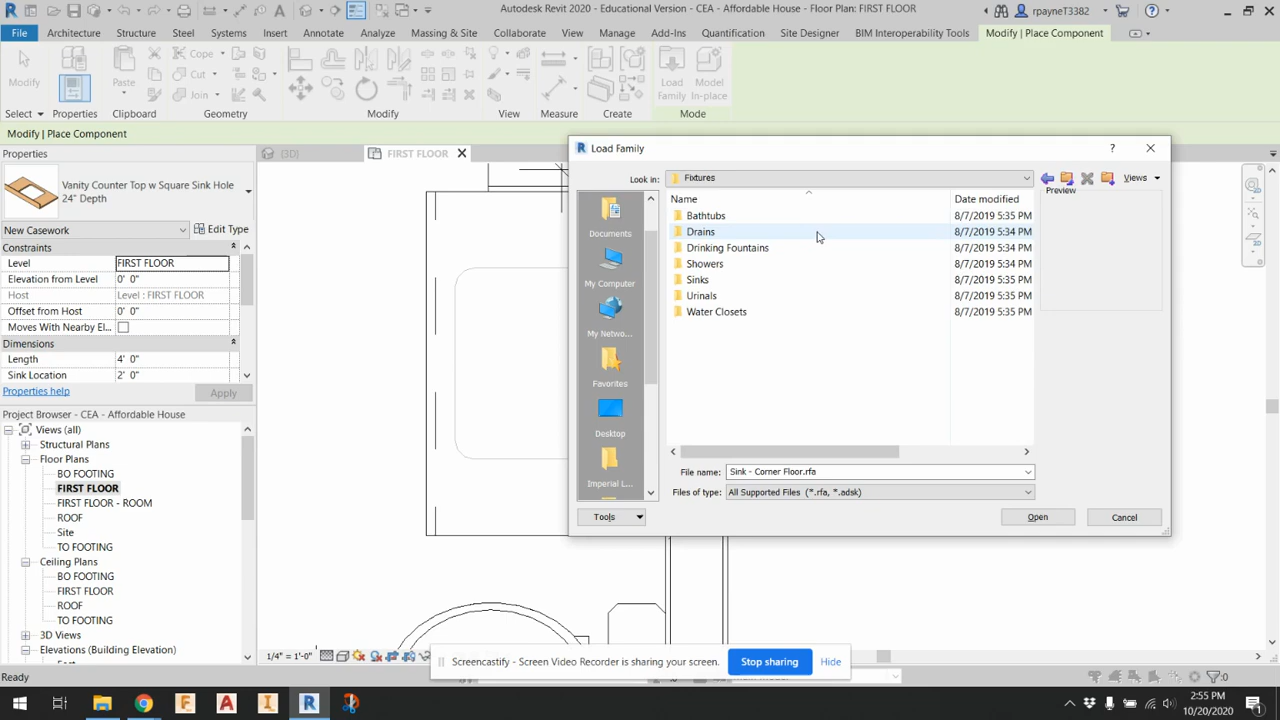 Autodesk Revit 2020 - Educational Version - CEA - Affordable House - Floor Plan: FIRST FLOOR
rpayneT3382
File Architecture Structure Steel Systems Insert Annotate Analyze Massing & Site Collaborate View Manage Add-Ins Quantification Site Designer BIM Interoperability Tools Modify | Place Component
Modify Paste Cope Cut Join Load Family Model In-place
Select Properties Clipboard Geometry Modify View Measure Create Mode
Modify | Place Component
Properties
Vanity Counter Top w Square Sink Hole
24" Depth
New Casework Edit Type
Constraints
Level FIRST FLOOR
Elevation from Level 0' 0"
Host Level : FIRST FLOOR
Offset from Host 0' 0"
Moves With Nearby El...
Dimensions
Length 4' 0"
Sink Location 2' 0"
Properties help Apply
Project Browser - CEA - Affordable House
Views (all)
Structural Plans
Floor Plans
BO FOOTING
FIRST FLOOR
FIRST FLOOR - ROOM
ROOF
Site
TO FOOTING
Ceiling Plans
BO FOOTING
FIRST FLOOR
ROOF
TO FOOTING
3D Views
Elevations (Building Elevation)
{3D} FIRST FLOOR
Load Family
Look in: Fixtures Views
Documents
My Computer
My Netwo...
Favorites
Desktop
Imperial L...
Name Date modified
Bathtubs 8/7/2019 5:35 PM
Drains 8/7/2019 5:34 PM
Drinking Fountains 8/7/2019 5:34 PM
Showers 8/7/2019 5:34 PM
Sinks 8/7/2019 5:35 PM
Urinals 8/7/2019 5:35 PM
Water Closets 8/7/2019 5:35 PM
Preview
File name: Sink - Corner Floor.rfa
Files of type: All Supported Files (*.rfa, *.adsk)
Tools Open Cancel
1/4" = 1'-0"
Screencastify - Screen Video Recorder is sharing your screen. Stop sharing Hide
Ready :0
2:55 PM
10/20/2020